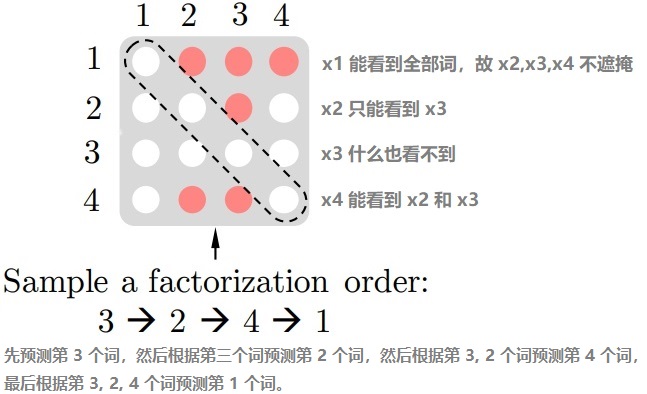 1 2 3 4
1 x1 能看到全部词，故 x2,x3,x4 不遮掩
2 x2 只能看到 x3
3 x3 什么也看不到
4 x4 能看到 x2 和 x3
Sample a factorization order:
3 → 2 → 4 → 1
先预测第 3 个词，然后根据第三个词预测第 2 个词，然后根据第 3, 2 个词预测第 4 个词，
最后根据第 3, 2, 4 个词预测第 1 个词。